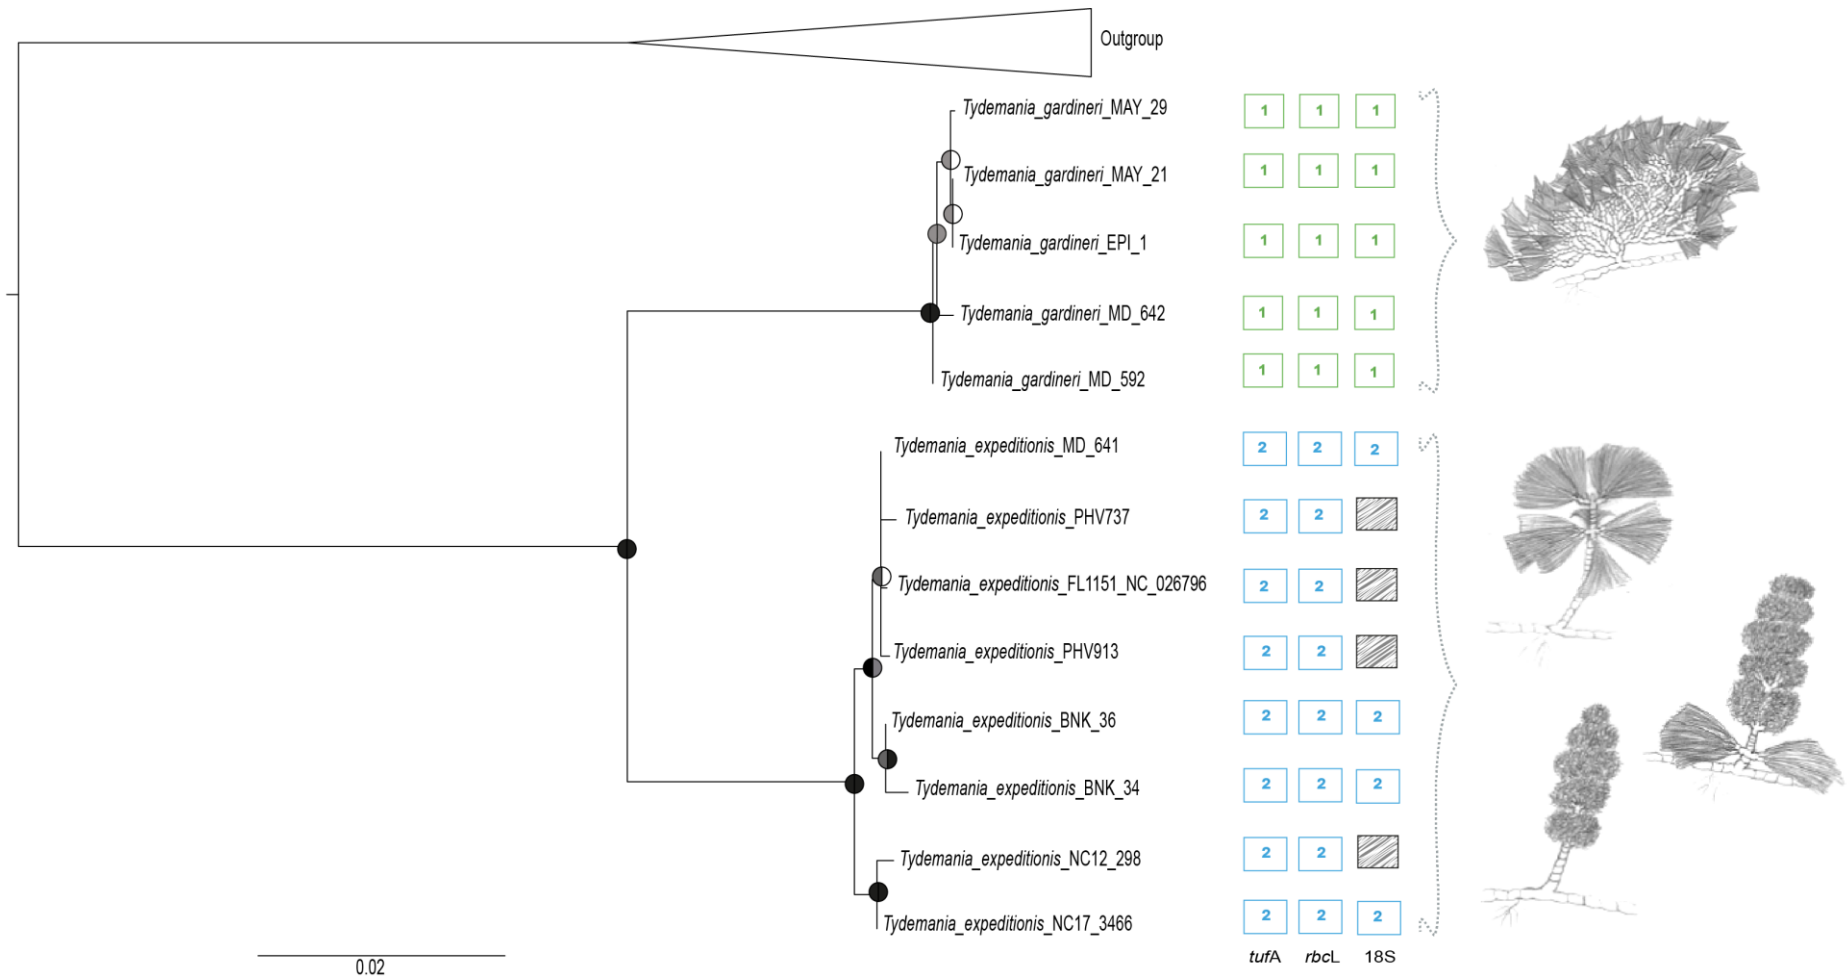 Outgroup
Tydemania_gardineri_MAY_29 1 1 1
Tydemania_gardineri_MAY_21 1 1 1
Tydemania_gardineri_EPI_1 1 1 1
Tydemania_gardineri_MD_642 1 1 1
Tydemania_gardineri_MD_592 1 1 1
Tydemania_expeditionis_MD_641 2 2 2
Tydemania_expeditionis_PHV737 2 2
Tydemania_expeditionis_FL1151_NC_026796 2 2
Tydemania_expeditionis_PHV913 2 2
Tydemania_expeditionis_BNK_36 2 2 2
Tydemania_expeditionis_BNK_34 2 2 2
Tydemania_expeditionis_NC12_298 2 2
Tydemania_expeditionis_NC17_3466 2 2 2
tufA rbcL 18S
0.02